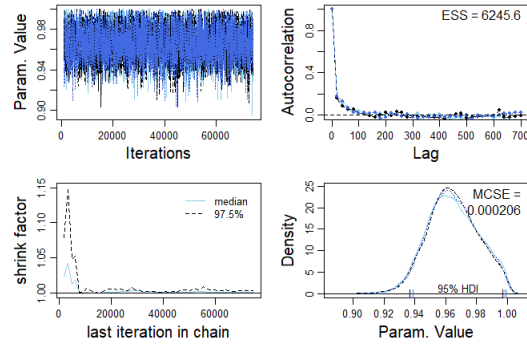 Param. Value
0.90 0.94 0.98
20000 40000 60000
Iterations
ESS = 6245.6
Autocorrelation
0.0 0.4 0.8
0 100 200 300 400 500 600 700
Lag
shrink factor
1.00 1.05 1.10 1.15
median
97.5%
0 20000 40000 60000
last iteration in chain
MCSE =
0.000206
Density
0 5 10 15 20 25
95% HDI
0.90 0.92 0.94 0.96 0.98 1.00
Param. Value